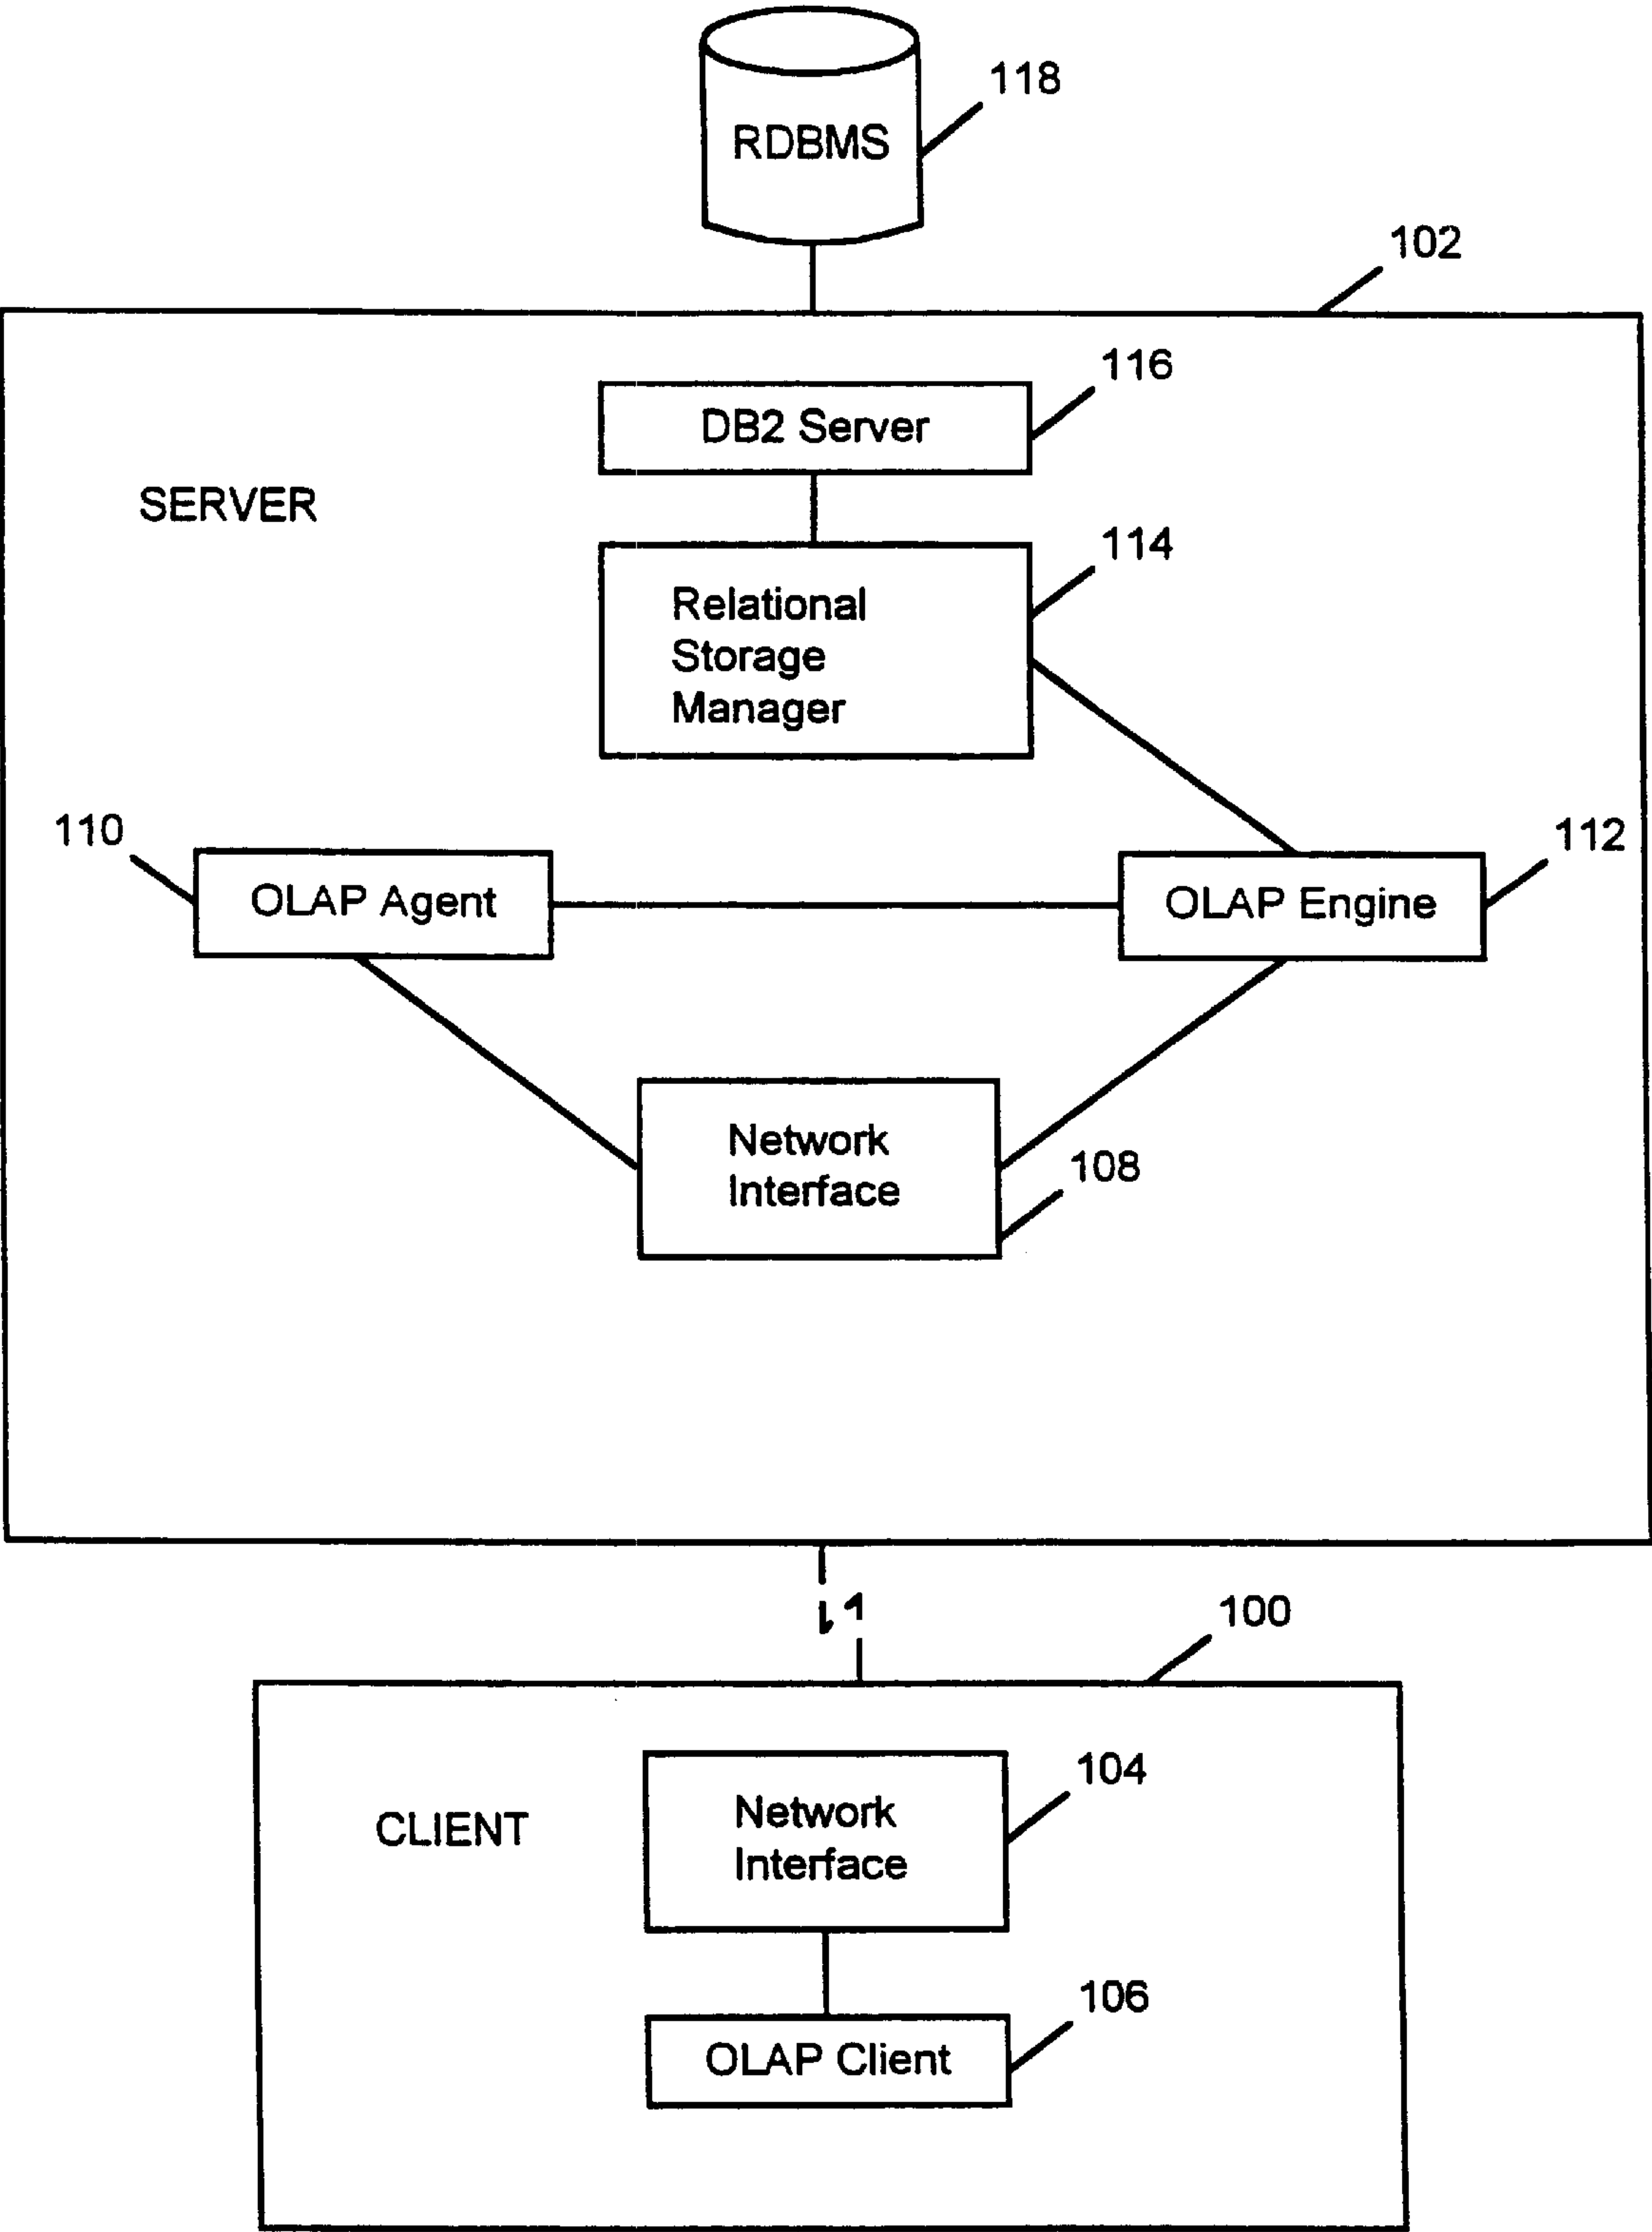 118
RDBMS
102
116
DB2 Server
SERVER
114
Relational
Storage
Manager
110
112
OLAP Agent
OLAP Engine
Network
Interface
108
100
104
Network
Interface
CLIENT
106
OLAP Client